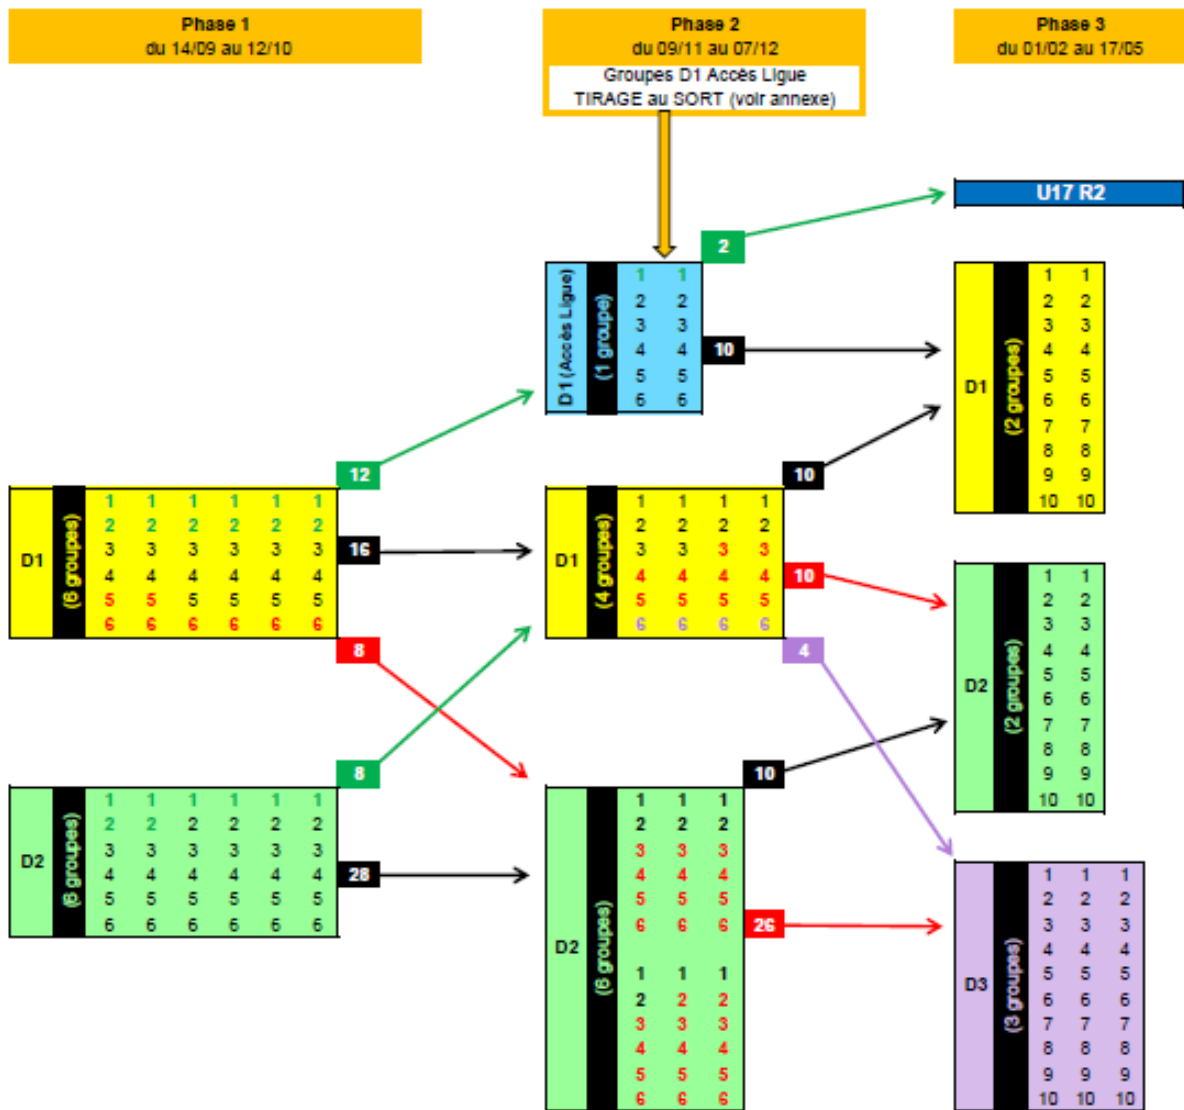 Phase 1
du 14/09 au 12/10
Phase 2
du 09/11 au 07/12
Groupes D1 Accès Ligue
TIRAGE au SORT (voir annexe)
Phase 3
du 01/02 au 17/05
U17 R2
2
D1 (Accès Ligue)
(1 groupe)
1 1
2 2
3 3
4 4
5 5
6 6
10
D1
(2 groupes)
1 1
2 2
3 3
4 4
5 5
6 6
7 7
8 8
9 9
10 10
12
D1
(6 groupes)
1 1 1 1 1 1
2 2 2 2 2 2
3 3 3 3 3 3
4 4 4 4 4 4
5 5 5 5 5 5
6 6 6 6 6 6
16
8
10
D1
(4 groupes)
1 1 1 1
2 2 2 2
3 3 3 3
4 4 4 4
5 5 5 5
6 6 6 6
10
4
D2
(2 groupes)
1 1
2 2
3 3
4 4
5 5
6 6
7 7
8 8
9 9
10 10
8
D2
(6 groupes)
1 1 1 1 1 1
2 2 2 2 2 2
3 3 3 3 3 3
4 4 4 4 4 4
5 5 5 5 5 5
6 6 6 6 6 6
28
10
D2
(6 groupes)
1 1 1
2 2 2
3 3 3
4 4 4
5 5 5
6 6 6
1 1 1
2 2 2
3 3 3
4 4 4
5 5 5
6 6 6
26
D3
(3 groupes)
1 1 1
2 2 2
3 3 3
4 4 4
5 5 5
6 6 6
7 7 7
8 8 8
9 9 9
10 10 10